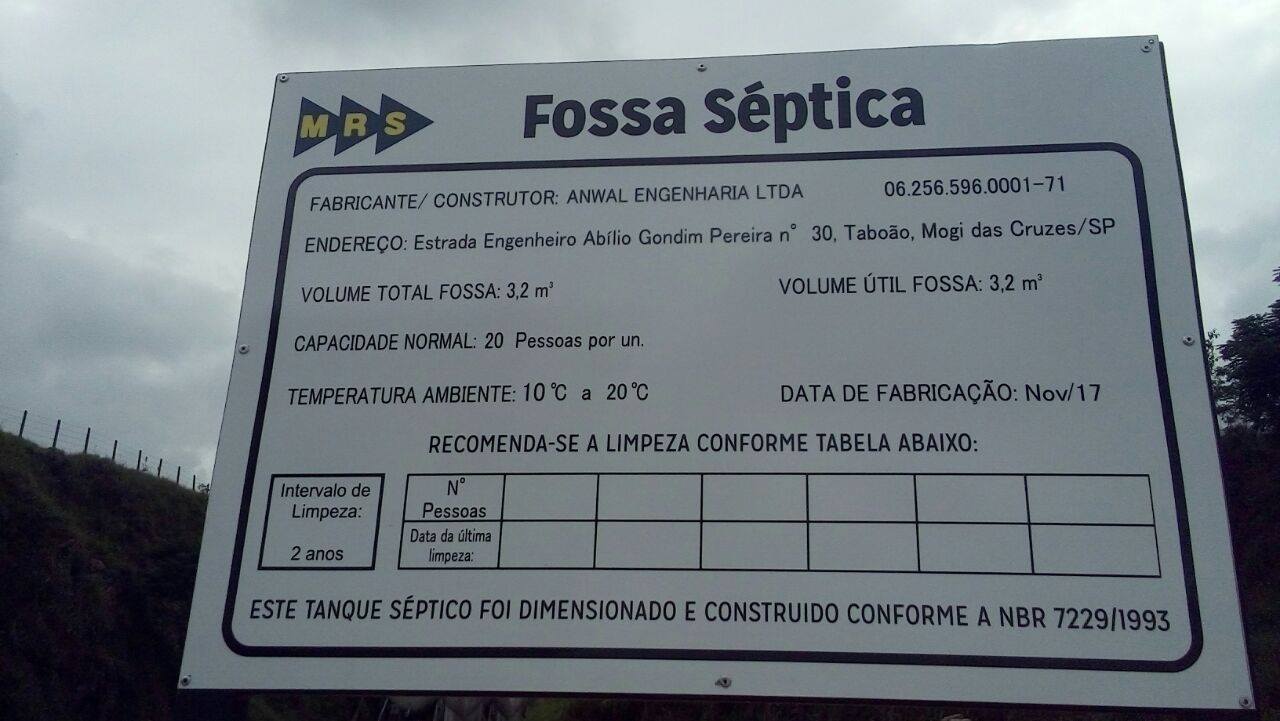 MRS
Fossa Séptica
FABRICANTE/ CONSTRUTOR: ANWAL ENGENHARIA LTDA 06.256.596.0001-71
ENDEREÇO: Estrada Engenheiro Abílio Gondim Pereira n° 30, Taboão, Mogi das Cruzes/SP
VOLUME TOTAL FOSSA: 3,2 m³ VOLUME ÚTIL FOSSA: 3,2 m³
CAPACIDADE NORMAL: 20 Pessoas por un.
TEMPERATURA AMBIENTE: 10°C a 20°C DATA DE FABRICAÇÃO: Nov/17
RECOMENDA-SE A LIMPEZA CONFORME TABELA ABAIXO:
Intervalo de
Limpeza:
2 anos
N°
Pessoas
Data da última
limpeza:
ESTE TANQUE SÉPTICO FOI DIMENSIONADO E CONSTRUIDO CONFORME A NBR 7229/1993